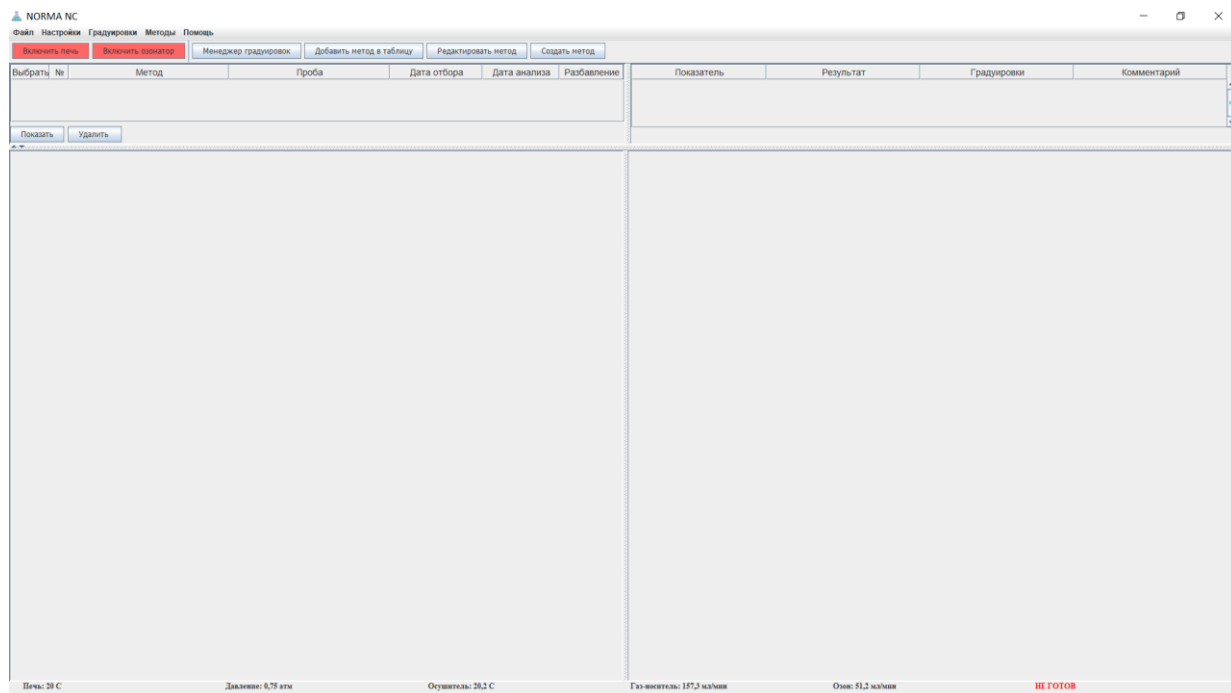 NORMA NC
Файл Настройки Градуировки Методы Помощь
Включить печь Включить озонатор Менеджер градуировок Добавить метод в таблицу Редактировать метод Создать метод
Выбрать № Метод Проба Дата отбора Дата анализа Разбавление Показатель Результат Градуировки Комментарий
Показать Удалить
Печь: 20 С Давление: 0,75 атм Осушитель: 20,2 С Газ-носитель: 157,3 мл/мин Озон: 51,2 мл/мин НЕ ГОТОВ